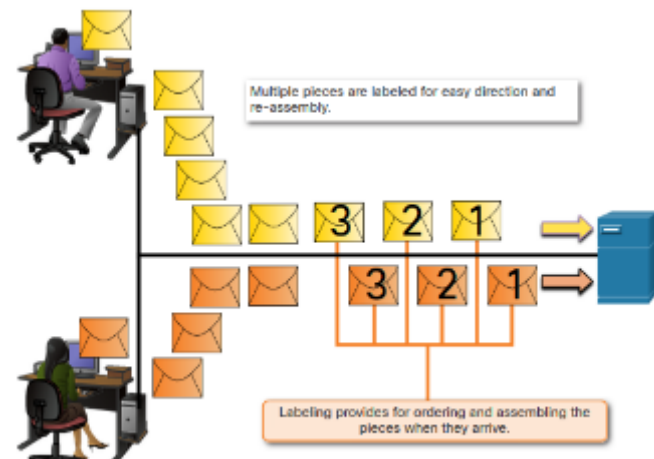 Multiple pieces are labeled for easy direction and
re-assembly.
3 2 1
3 2 1
Labeling provides for ordering and assembling the
pieces when they arrive.